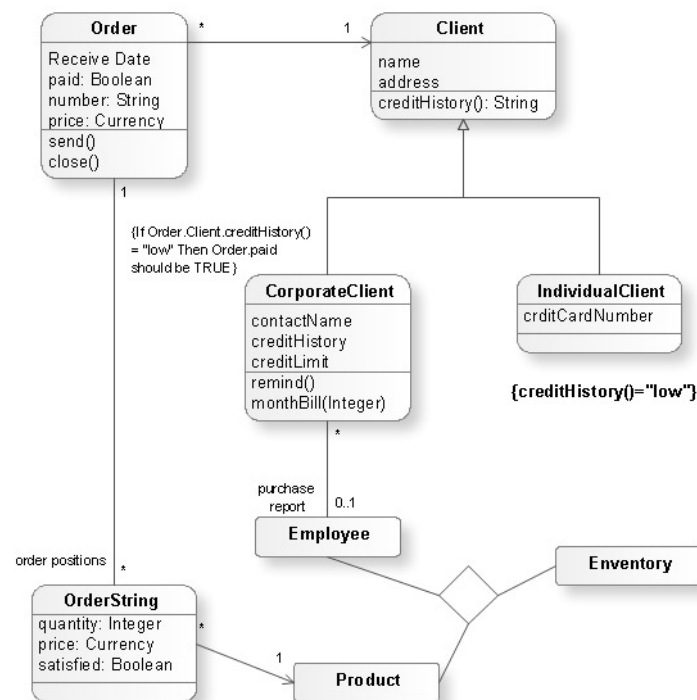 Order
Receive Date
paid: Boolean
number: String
price: Currency
send()
close()
*
1
Client
name
address
creditHistory(): String
1
{If Order.Client.creditHistory()
= "low" Then Order.paid
should be TRUE}
CorporateClient
contactName
creditHistory
creditLimit
remind()
monthBill(Integer)
IndividualClient
crditCardNumber
{creditHistory()="low"}
*
purchase
report
0..1
Employee
Enventory
order positions
*
OrderString
quantity: Integer
price: Currency
satisfied: Boolean
*
1
Product